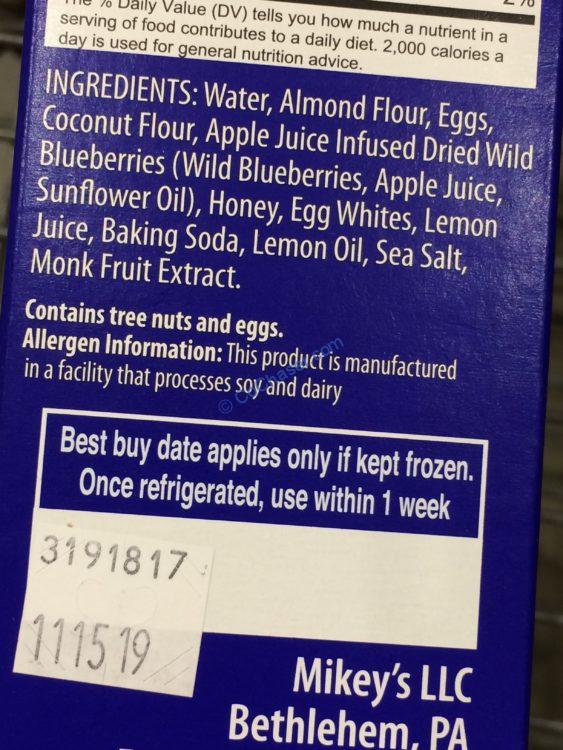 The % Daily Value (DV) tells you how much a nutrient in a
serving of food contributes to a daily diet. 2,000 calories a
day is used for general nutrition advice.
INGREDIENTS: Water, Almond Flour, Eggs,
Coconut Flour, Apple Juice Infused Dried Wild
Blueberries (Wild Blueberries, Apple Juice,
Sunflower Oil), Honey, Egg Whites, Lemon
Juice, Baking Soda, Lemon Oil, Sea Salt,
Monk Fruit Extract.
Contains tree nuts and eggs.
Allergen Information: This product is manufactured
in a facility that processes soy and dairy
Best buy date applies only if kept frozen.
Once refrigerated, use within 1 week
3191817
111519
Mikey's LLC
Bethlehem, PA